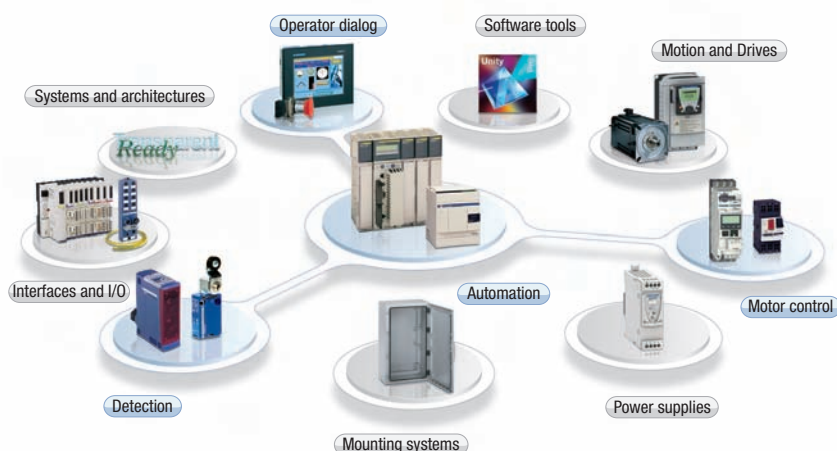 Operator dialog
Software tools
Motion and Drives
Systems and architectures
Unity
Transparent
Ready
Interfaces and I/O
Automation
Motor control
Detection
Power supplies
Mounting systems